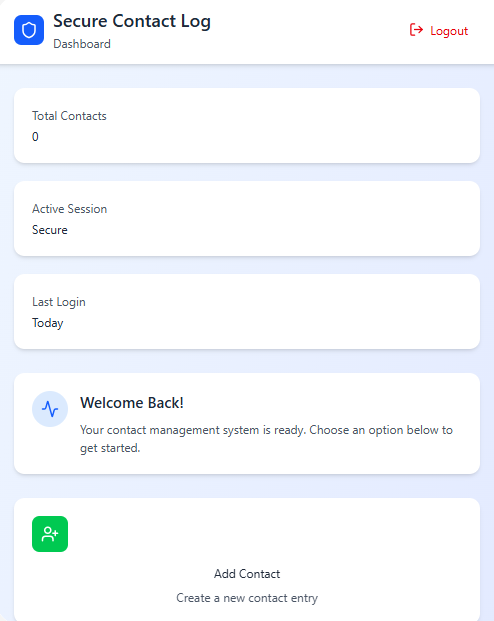 Secure Contact Log
Dashboard
Logout
Total Contacts
0
Active Session
Secure
Last Login
Today
Welcome Back!
Your contact management system is ready. Choose an option below to
get started.
Add Contact
Create a new contact entry